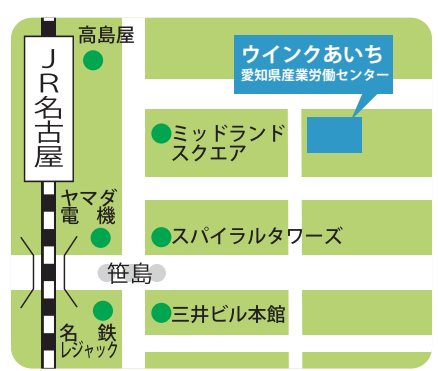 高島屋
ウインクあいち
愛知県産業労働センター
JR名古屋
ミッドランド
スクエア
ヤマダ
電 機
スパイラルタワーズ
笹島
三井ビル本館
名 鉄
レジャック